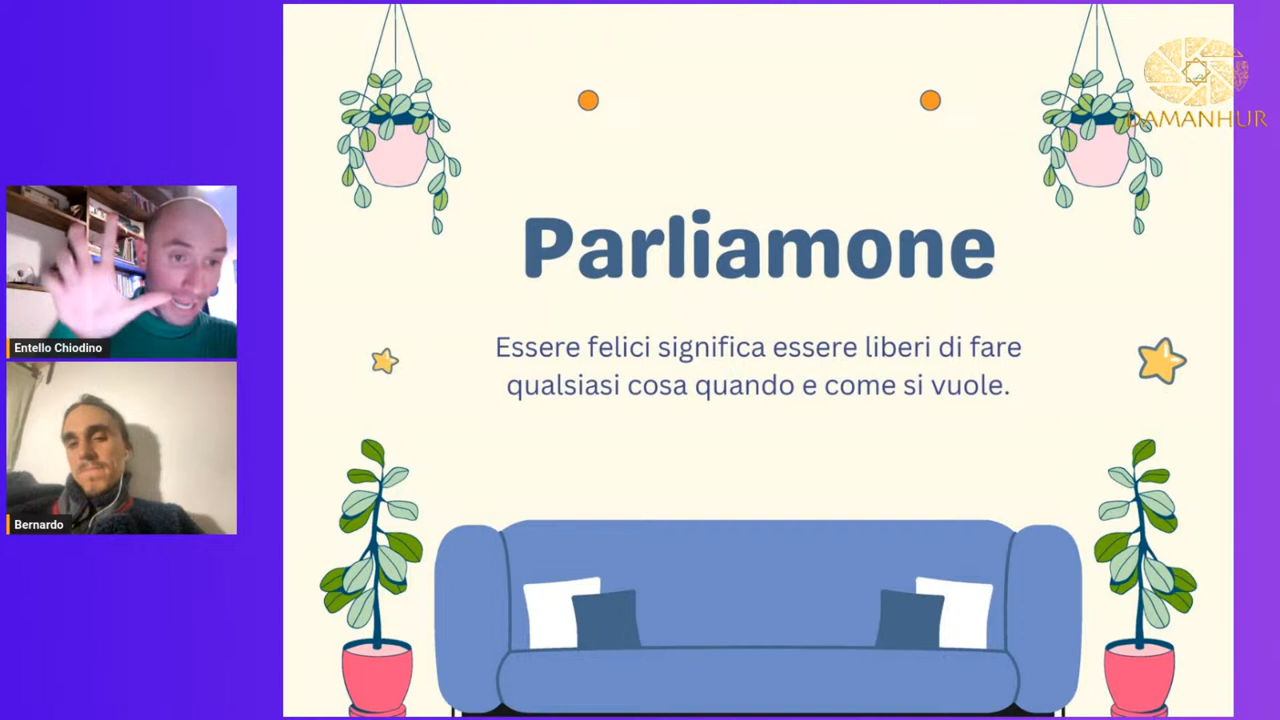 DAMANHUR
Parliamone
Essere felici significa essere liberi di fare
qualsiasi cosa quando e come si vuole.
Entello Chiodino
Bernardo